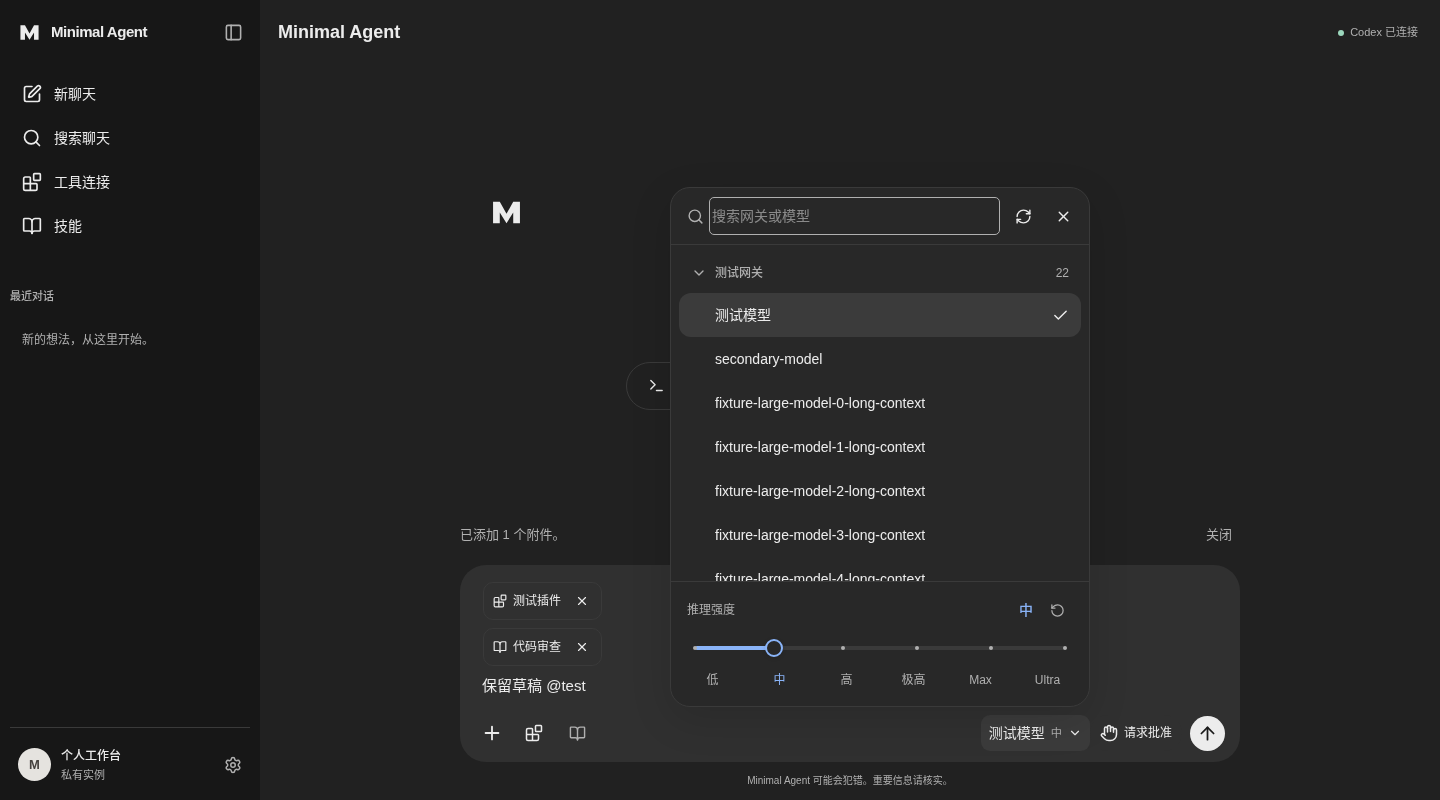 Minimal Agent
新聊天
搜索聊天
工具连接
技能
最近对话
新的想法，从这里开始。
M
个人工作台
私有实例
Minimal Agent
Codex 已连接
搜索网关或模型
测试网关
22
测试模型
secondary-model
fixture-large-model-0-long-context
fixture-large-model-1-long-context
fixture-large-model-2-long-context
fixture-large-model-3-long-context
fixture-large-model-4-long-context
推理强度
中
低
中
高
极高
Max
Ultra
已添加 1 个附件。
关闭
测试插件
代码审查
保留草稿 @test
测试模型 中
请求批准
Minimal Agent 可能会犯错。重要信息请核实。